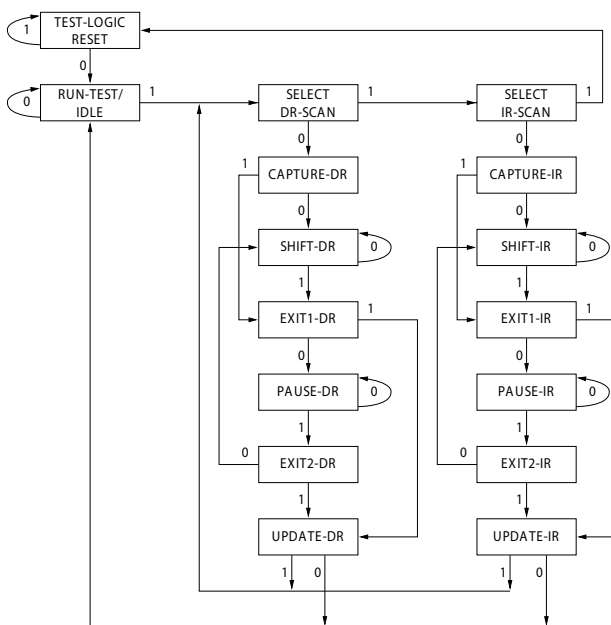 TEST-LOGIC
RESET
1
0
RUN-TEST/
IDLE
0
1
SELECT
DR-SCAN
1
SELECT
IR-SCAN
1
0
0
CAPTURE-DR
1
CAPTURE-IR
1
0
0
SHIFT-DR
0
SHIFT-IR
0
1
1
EXIT1-DR
1
EXIT1-IR
1
0
0
PAUSE-DR
0
PAUSE-IR
0
1
1
0
EXIT2-DR
0
EXIT2-IR
1
1
UPDATE-DR
UPDATE-IR
1
0
1
0